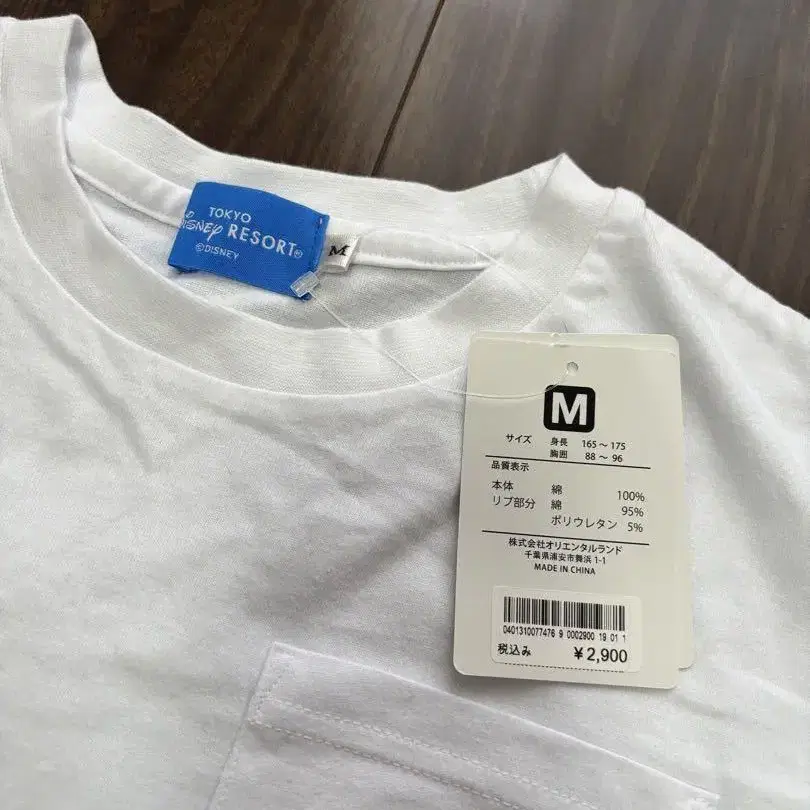 TOKYO
DISNEY RESORT®
©DISNEY
M
M
サイズ 身長 165～175
胸囲 88～96
品質表示
本体 綿 100%
リブ部分 綿 95%
ポリウレタン 5%
株式会社オリエンタルランド
千葉県浦安市舞浜 1-1
MADE IN CHINA
0401310077476 9 0002900 19 01 1
税込み ¥2,900